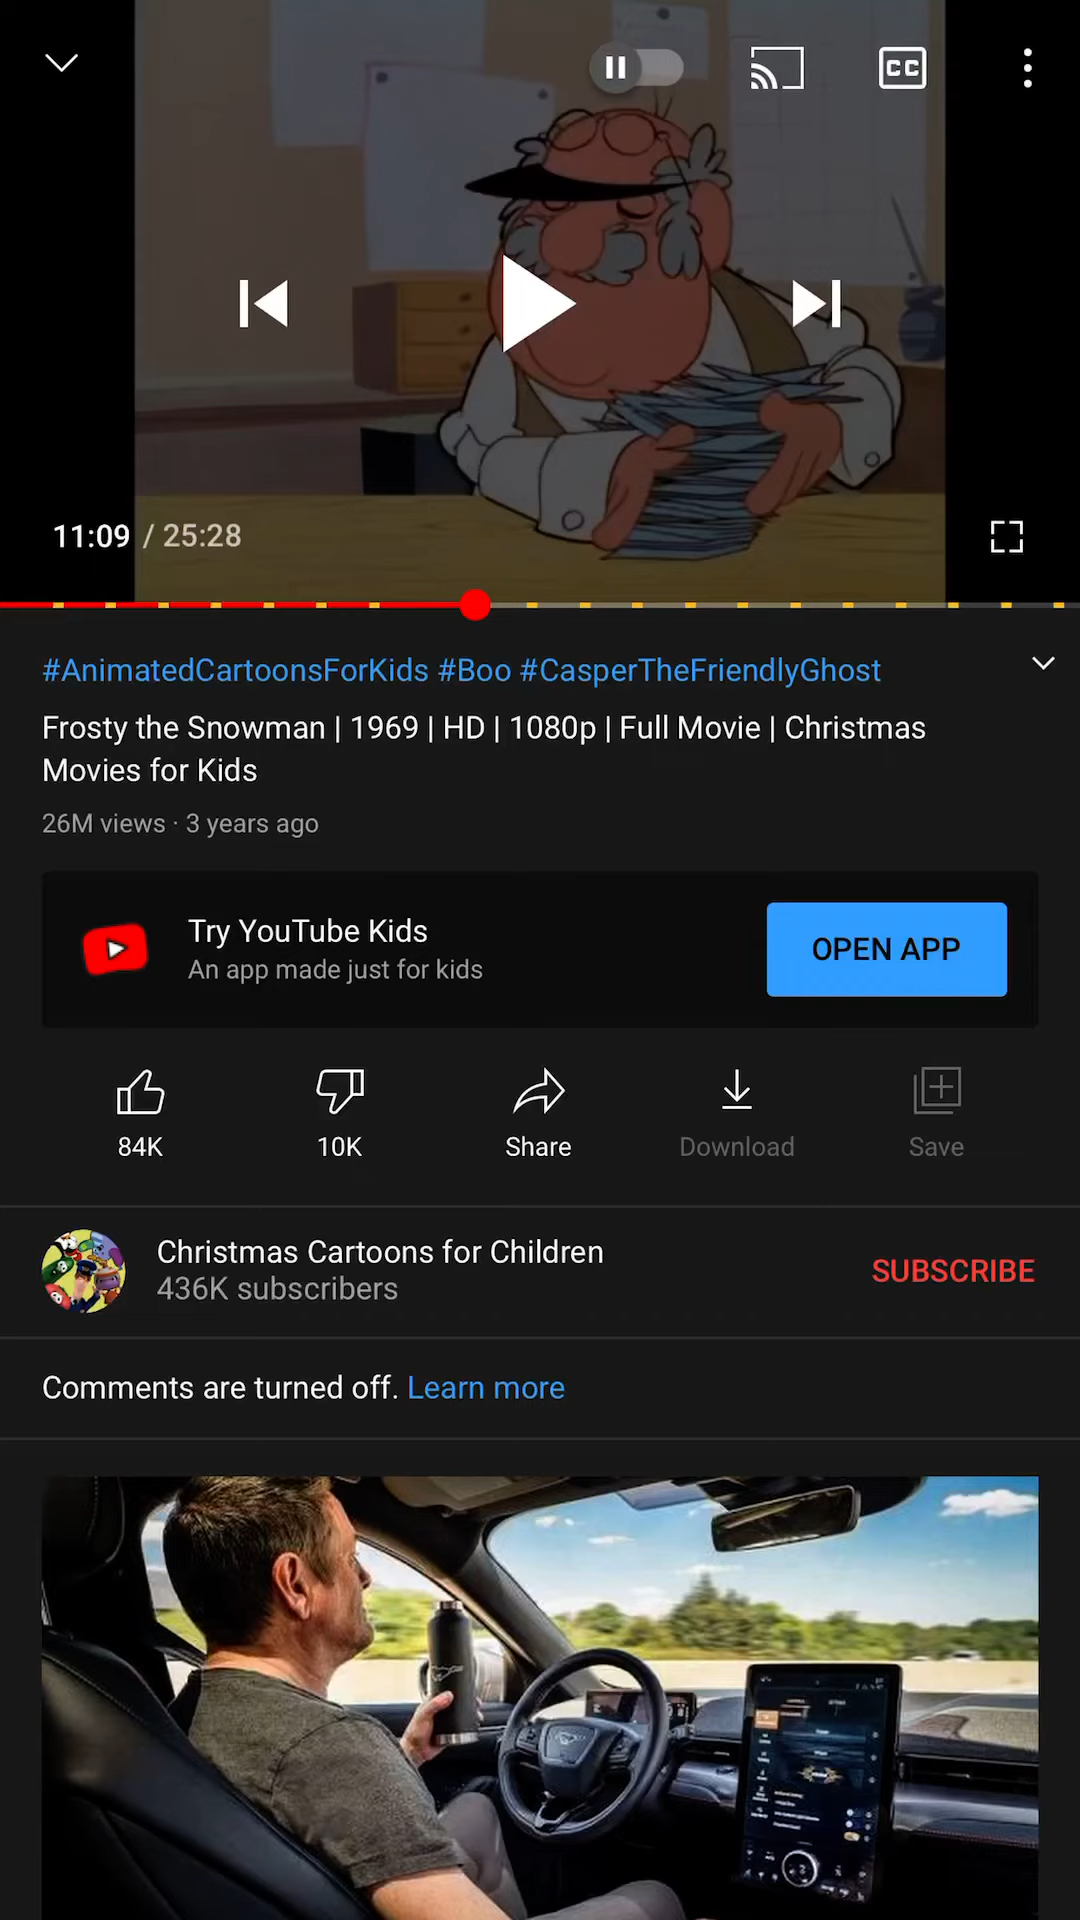 CC
11:09 / 25:28
#AnimatedCartoonsForKids #Boo #CasperTheFriendlyGhost
Frosty the Snowman | 1969 | HD | 1080p | Full Movie | Christmas
Movies for Kids
26M views · 3 years ago
Try YouTube Kids
An app made just for kids
OPEN APP
84K
10K
Share
Download
Save
Christmas Cartoons for Children
436K subscribers
SUBSCRIBE
Comments are turned off. Learn more